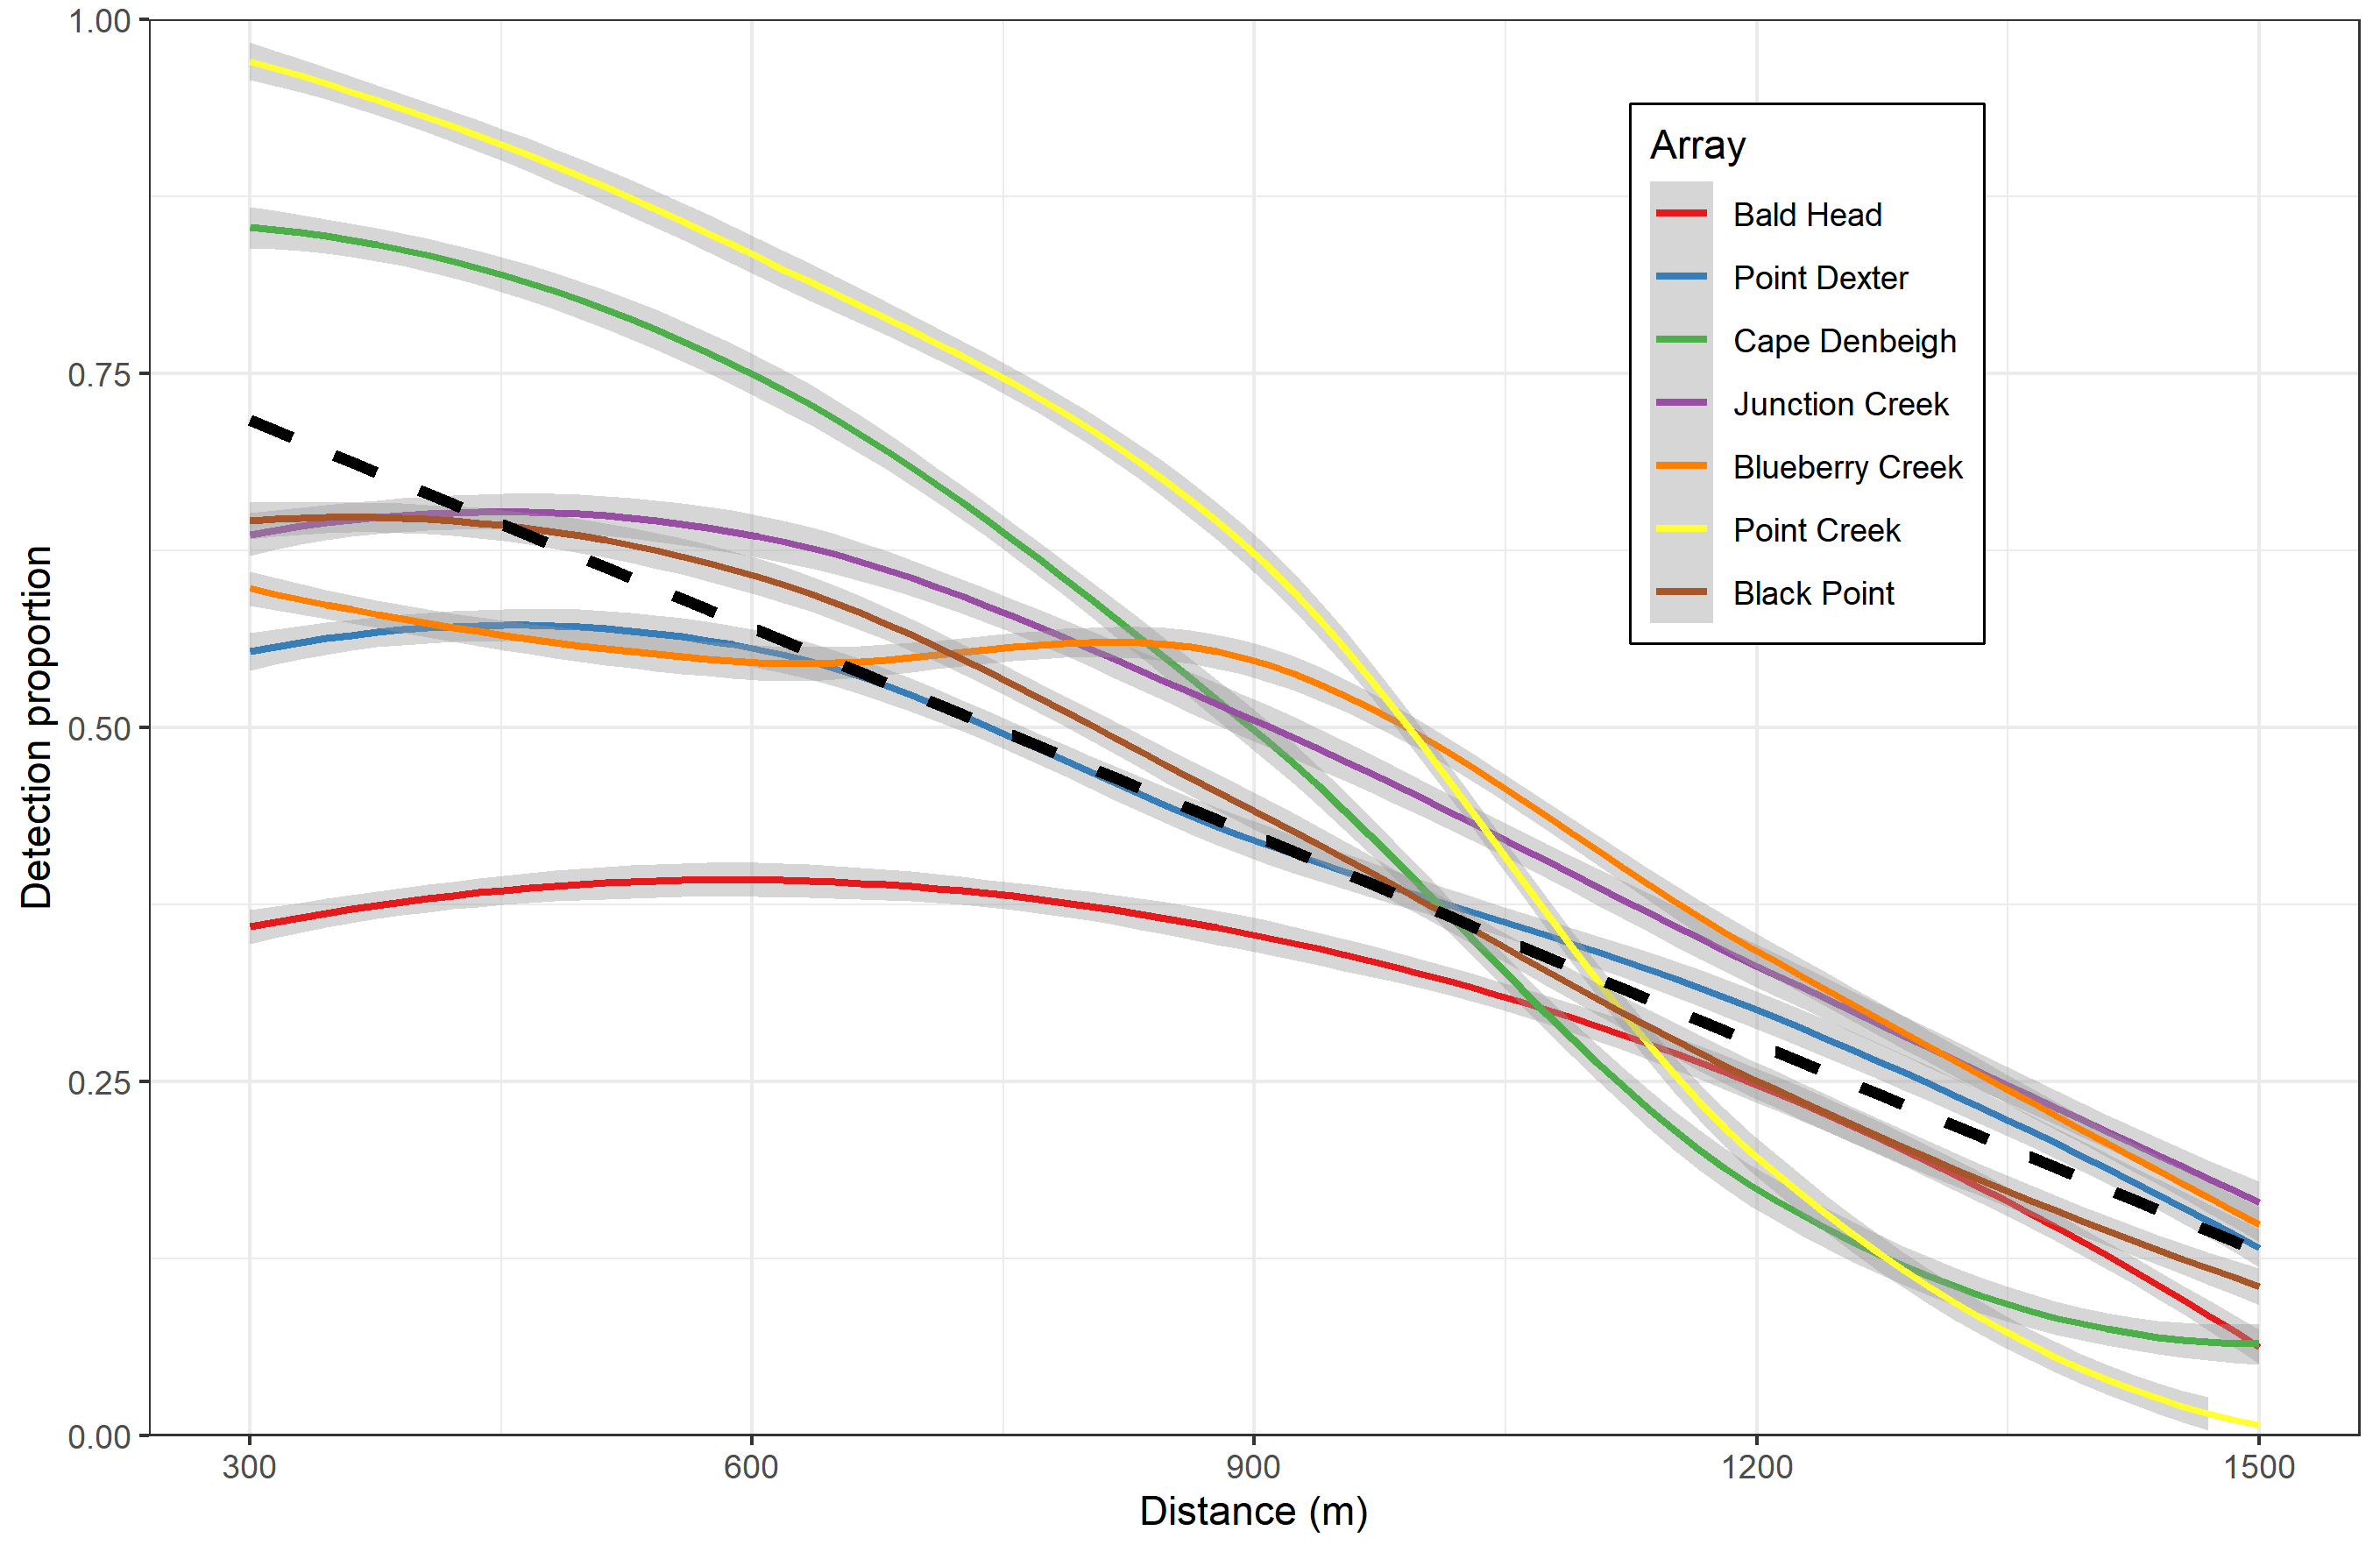 1.00
0.75
0.50
0.25
0.00
Detection proportion
300
600
900
1200
1500
Distance (m)
Array
Bald Head
Point Dexter
Cape Denbeigh
Junction Creek
Blueberry Creek
Point Creek
Black Point